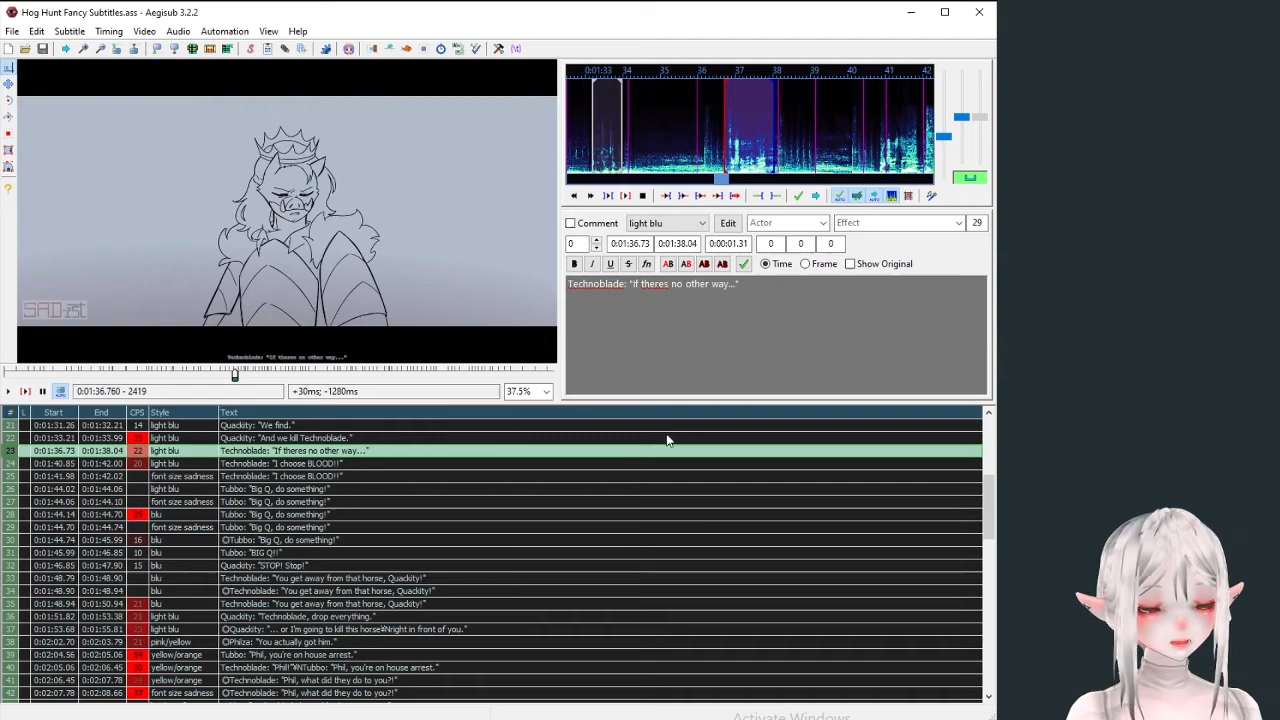 Hog Hunt Fancy Subtitles.ass - Aegisub 3.2.2
File Edit Subtitle Timing Video Audio Automation View Help
0:01:33 34 35 36 37 38 39 40 41 42
SAD-ist
Technoblade: "If theres no other way..."
Comment light blu Edit Actor Effect 29
0 0:01:36.73 0:01:38.04 0:00:01.31 0 0 0
B I U S fn AB AB AB AB Time Frame Show Original
Technoblade: "If theres no other way..."
0:01:36.760 - 2419 +30ms; -1280ms 37.5%
# L Start End CPS Style Text
21 0:01:31.26 0:01:32.21 14 light blu Quackity: "We find."
22 0:01:33.21 0:01:33.99 light blu Quackity: "And we kill Technoblade."
23 0:01:36.73 0:01:38.04 22 light blu Technoblade: "If theres no other way..."
24 0:01:40.85 0:01:42.00 20 light blu Technoblade: "I choose BLOOD!!"
25 0:01:41.98 0:01:42.02 font size sadness Technoblade: "I choose BLOOD!!"
26 0:01:44.02 0:01:44.06 light blu Tubbo: "Big Q, do something!"
27 0:01:44.06 0:01:44.10 font size sadness Tubbo: "Big Q, do something!"
28 0:01:44.14 0:01:44.70 blu Tubbo: "Big Q, do something!"
29 0:01:44.70 0:01:44.74 font size sadness Tubbo: "Big Q, do something!"
30 0:01:44.74 0:01:45.99 16 blu Tubbo: "Big Q, do something!"
31 0:01:45.99 0:01:46.85 10 blu Tubbo: "BIG Q!!"
32 0:01:46.85 0:01:47.90 15 blu Quackity: "STOP! Stop!"
33 0:01:48.79 0:01:48.90 blu Technoblade: "You get away from that horse, Quackity!"
34 0:01:48.90 0:01:48.94 blu Technoblade: "You get away from that horse, Quackity!"
35 0:01:48.94 0:01:50.94 21 blu Technoblade: "You get away from that horse, Quackity!"
36 0:01:51.82 0:01:53.38 21 light blu Quackity: "Technoblade, drop everything."
37 0:01:53.68 0:01:55.81 light blu Quackity: "... or I'm going to kill this horse¥Nright in front of you."
38 0:02:02.70 0:02:03.79 21 pink/yellow Philza: "You actually got him."
39 0:02:04.56 0:02:05.06 yellow/orange Tubbo: "Phil, you're on house arrest."
40 0:02:05.06 0:02:06.45 yellow/orange Technoblade: "Phil!"¥NTubbo: "Phil, you're on house arrest."
41 0:02:06.45 0:02:07.78 yellow/orange Technoblade: "Phil, what did they do to you?!"
42 0:02:07.78 0:02:08.66 font size sadness Technoblade: "Phil, what did they do to you?!"
Activate Windows